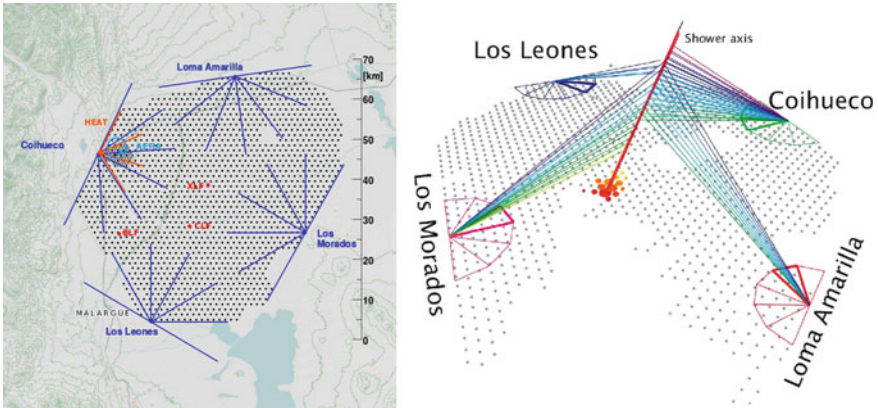 70
[km]
60
50
40
30
20
10
0
Loma Amarilla
HEAT
AERA
Coihueco
XLF
BLF
CLF
Los
Morados
MALARGUE
Los Leones
Shower axis
Los Leones
Coihueco
Los Morados
Loma Amarilla